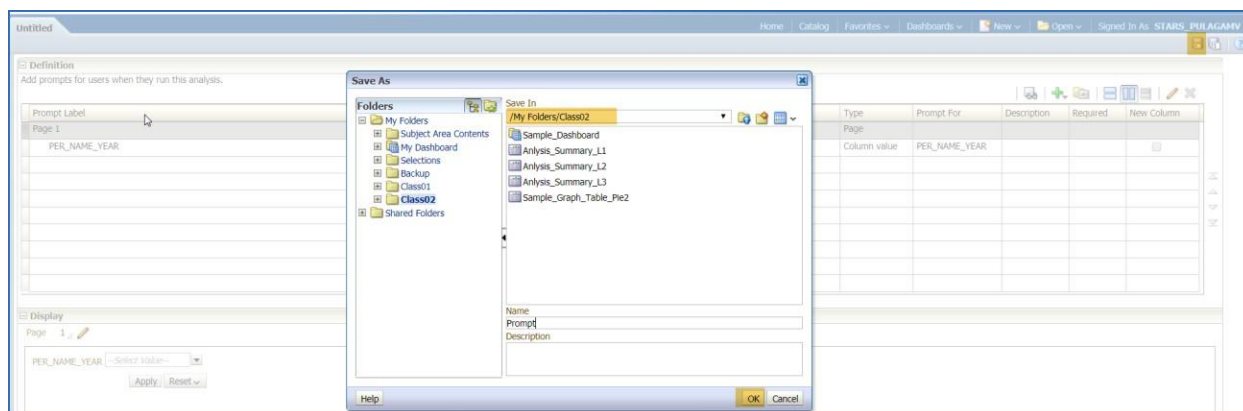 Untitled
Home Catalog Favorites Dashboards New Open Signed In As STARS_PULAGAMV
Definition
Add prompts for users when they run this analysis.
Prompt Label Type Prompt For Description Required New Column
Page 1 Page
PER_NAME_YEAR Column value PER_NAME_YEAR
Save As
Folders
My Folders
Subject Area Contents
My Dashboard
Selections
Backup
Class01
Class02
Shared Folders
Save In
/My Folders/Class02
Sample_Dashboard
Anlysis_Summary_L1
Anlysis_Summary_L2
Anlysis_Summary_L3
Sample_Graph_Table_Pie2
Name
Prompt
Description
Help OK Cancel
Display
Page 1
PER_NAME_YEAR --Select Value--
Apply Reset